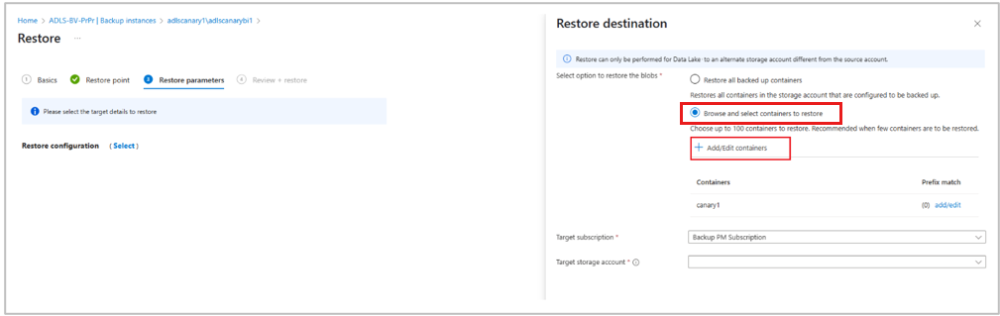 Home > ADLS-BV-PrPr | Backup instances > adlscanary1\adlscanarybi1 >
Restore ...
1 Basics
Restore point
3 Restore parameters
4 Review + restore
Please select the target details to restore
Restore configuration ( Select )
Restore destination
Restore can only be performed for Data Lake to an alternate storage account different from the source account.
Select option to restore the blobs *
Restore all backed up containers
Restores all containers in the storage account that are configured to be backed up.
Browse and select containers to restore
Choose up to 100 containers to restore. Recommended when few containers are to be restored.
+ Add/Edit containers
Containers Prefix match
canary1 (0) add/edit
Target subscription * Backup PM Subscription
Target storage account *